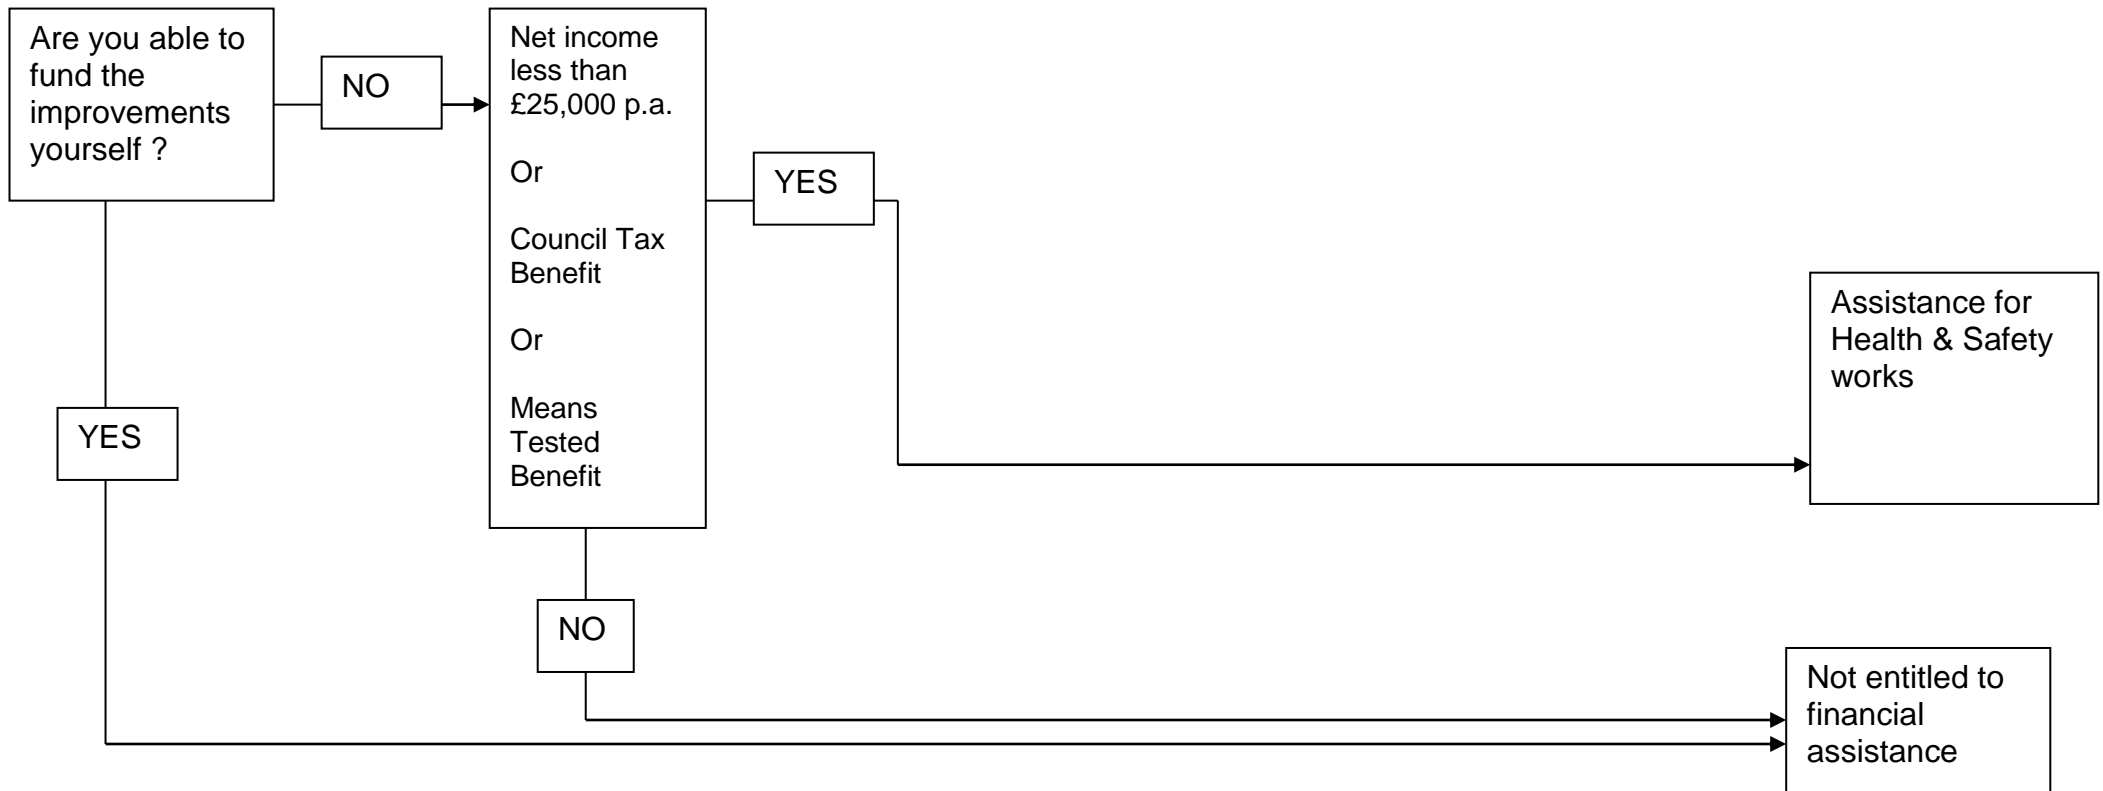 Are you able to
fund the
improvements
yourself ?
NO
Net income
less than
£25,000 p.a.
Or
Council Tax
Benefit
Or
Means
Tested
Benefit
YES
Assistance for
Health & Safety
works
YES
NO
Not entitled to
financial
assistance